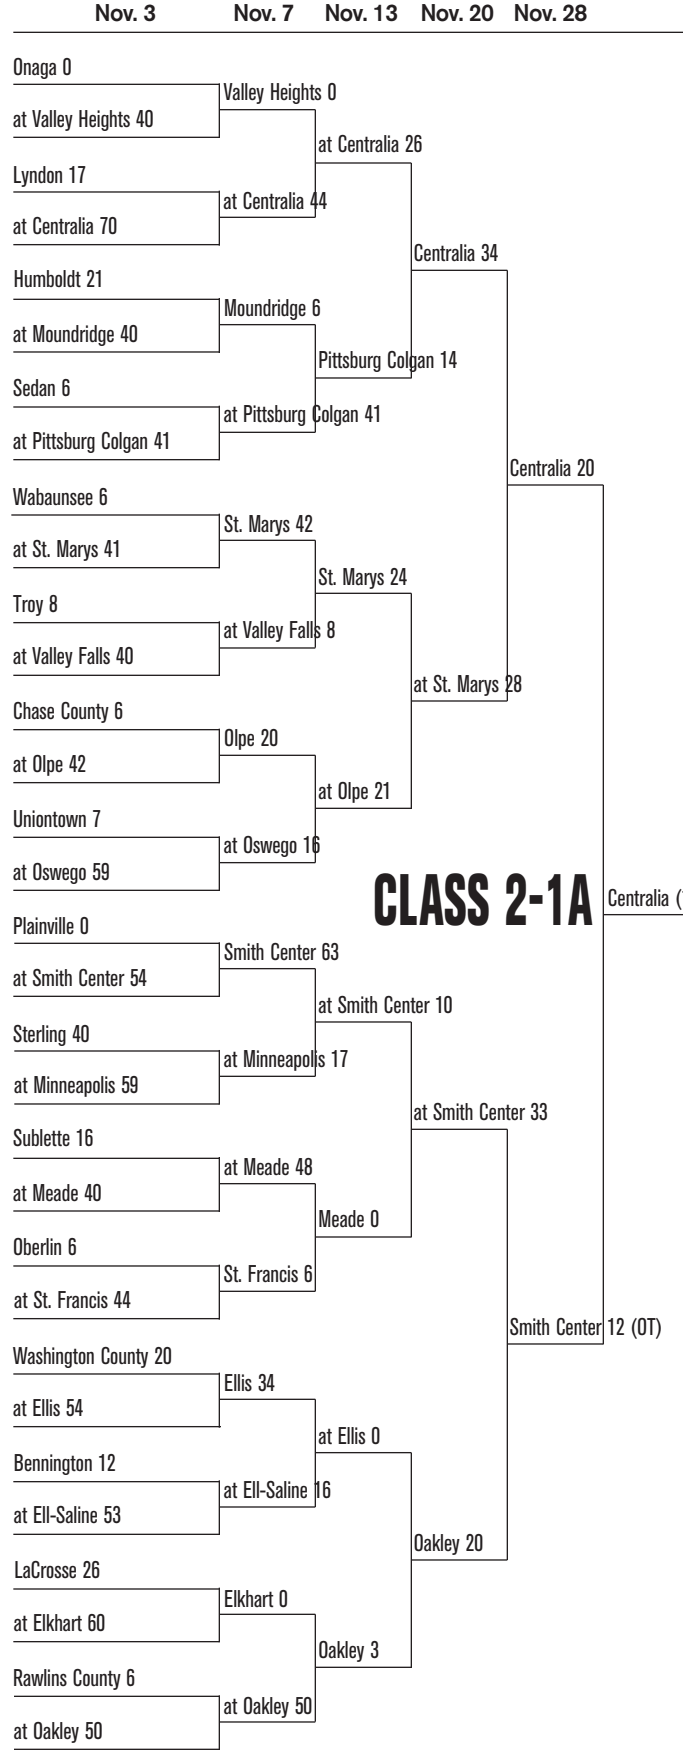 Nov. 3 Nov. 7 Nov. 13 Nov. 20 Nov. 28
Onaga 0
at Valley Heights 40
Lyndon 17
at Centralia 70
Humboldt 21
at Moundridge 40
Sedan 6
at Pittsburg Colgan 41
Wabaunsee 6
at St. Marys 41
Troy 8
at Valley Falls 40
Chase County 6
at Olpe 42
Uniontown 7
at Oswego 59
Plainville 0
at Smith Center 54
Sterling 40
at Minneapolis 59
Sublette 16
at Meade 40
Oberlin 6
at St. Francis 44
Washington County 20
at Ellis 54
Bennington 12
at Ell-Saline 53
LaCrosse 26
at Elkhart 60
Rawlins County 6
at Oakley 50
Valley Heights 0
at Centralia 44
Moundridge 6
at Pittsburg Colgan 41
St. Marys 42
at Valley Falls 8
Olpe 20
at Oswego 16
Smith Center 63
at Minneapolis 17
at Meade 48
St. Francis 6
Ellis 34
at Ell-Saline 16
Elkhart 0
at Oakley 50
at Centralia 26
Pittsburg Colgan 14
St. Marys 24
at Olpe 21
at Smith Center 10
Meade 0
at Ellis 0
Oakley 3
Centralia 34
at St. Marys 28
at Smith Center 33
Oakley 20
Centralia 20
Smith Center 12 (OT)
CLASS 2-1A
Centralia (